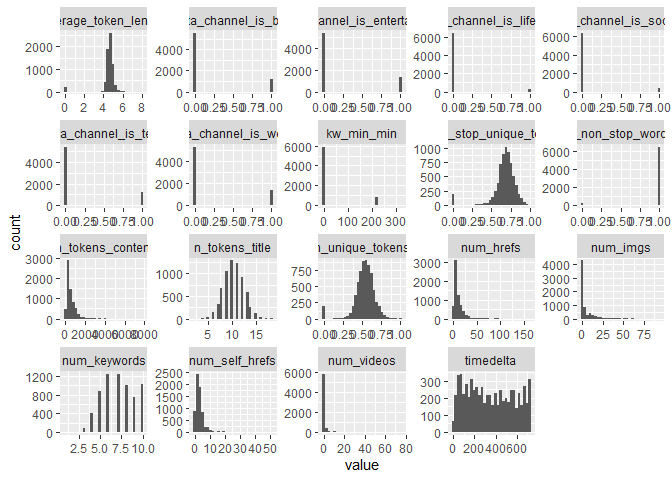 erage_token_len
ta_channel_is_b
annel_is_enterta
_channel_is_life
_channel_is_soc
2000
1000
0
0 4 8
4000
2000
0
0.00 0.25 0.50 0.75 1.00
4000
2000
0
0.00 0.25 0.50 0.75 1.00
6000
4000
2000
0
0.00 0.25 0.50 0.75 1.00
6000
4000
2000
0
0.00 0.25 0.50 0.75 1.00
a_channel_is_te
a_channel_is_wo
kw_min_min
_stop_unique_to
_non_stop_word
4000
2000
0
0.00 0.25 0.50 0.75 1.00
4000
2000
0
0.00 0.25 0.50 0.75 1.00
6000
4000
2000
0
0 100 200 300
1000
750
500
250
0
0.00 0.25 0.50 0.75 1.00
6000
4000
2000
0
0.00 0.25 0.50 0.75 1.00
count
_tokens_conten
n_tokens_title
n_unique_tokens
num_hrefs
num_imgs
3000
2000
1000
0
0 2000 4000 6000 8000
1000
500
0
5 10 15
750
500
250
0
0.00 0.25 0.50 0.75 1.00
3000
2000
1000
0
0 50 100 150
4000
3000
2000
1000
0
0 25 50 75
num_keywords
num_self_hrefs
num_videos
timedelta
1200
800
400
0
2.5 5.0 7.5 10.0
2500
2000
1500
1000
500
0
0 10 20 30 40 50
6000
4000
2000
0
0 20 40 60 80
300
200
100
0
0 200 400 600
value